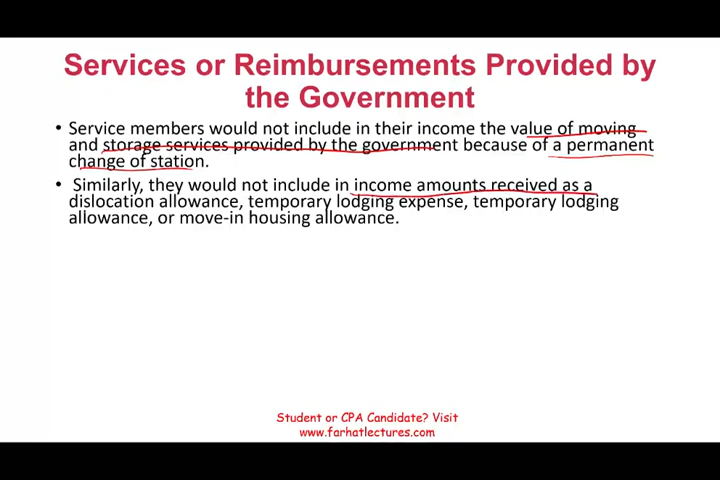 Services or Reimbursements Provided by
the Government
• Service members would not include in their income the value of moving
and storage services provided by the government because of a permanent
change of station.
• Similarly, they would not include in income amounts received as a
dislocation allowance, temporary lodging expense, temporary lodging
allowance, or move-in housing allowance.
Student or CPA Candidate? Visit
www.farhatlectures.com